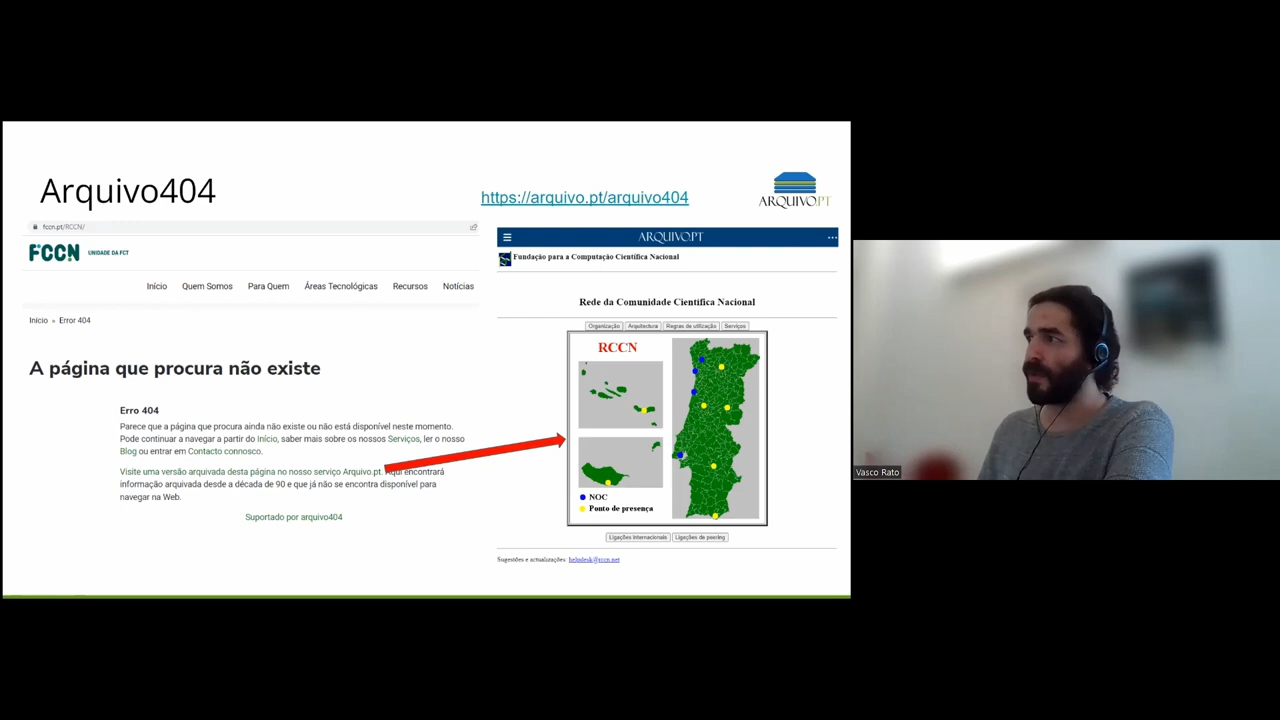 Arquivo404
https://arquivo.pt/arquivo404
ARQUIVO.PT
fccn.pt/RCCN/
FCCN UNIDADE DA FCT
Início Quem Somos Para Quem Áreas Tecnológicas Recursos Notícias
Início » Error 404
A página que procura não existe
Erro 404
Parece que a página que procura ainda não existe ou não está disponível neste momento.
Pode continuar a navegar a partir do Início, saber mais sobre os nossos Serviços, ler o nosso
Blog ou entrar em Contacto connosco.
Visite uma versão arquivada desta página no nosso serviço Arquivo.pt. Aqui encontrará
informação arquivada desde a década de 90 e que já não se encontra disponível para
navegar na Web.
Suportado por arquivo404
ARQUIVO.PT
Fundação para a Computação Científica Nacional
Rede da Comunidade Científica Nacional
Organização Arquitectura Regras de utilização Serviços
RCCN
NOC
Ponto de presença
Ligações Internacionais Ligações de peering
Sugestões e actualizações: helpdesk@rccn.net
Vasco Rato